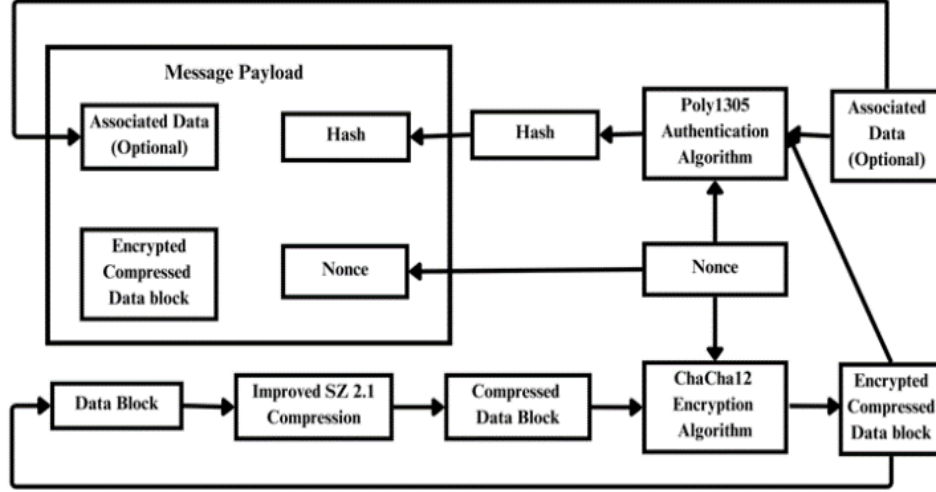 Message Payload
Associated Data
(Optional)
Hash
Hash
Poly1305
Authentication
Algorithm
Associated
Data
(Optional)
Encrypted
Compressed
Data block
Nonce
Nonce
Data Block
Improved SZ 2.1
Compression
Compressed
Data Block
ChaCha12
Encryption
Algorithm
Encrypted
Compressed
Data block